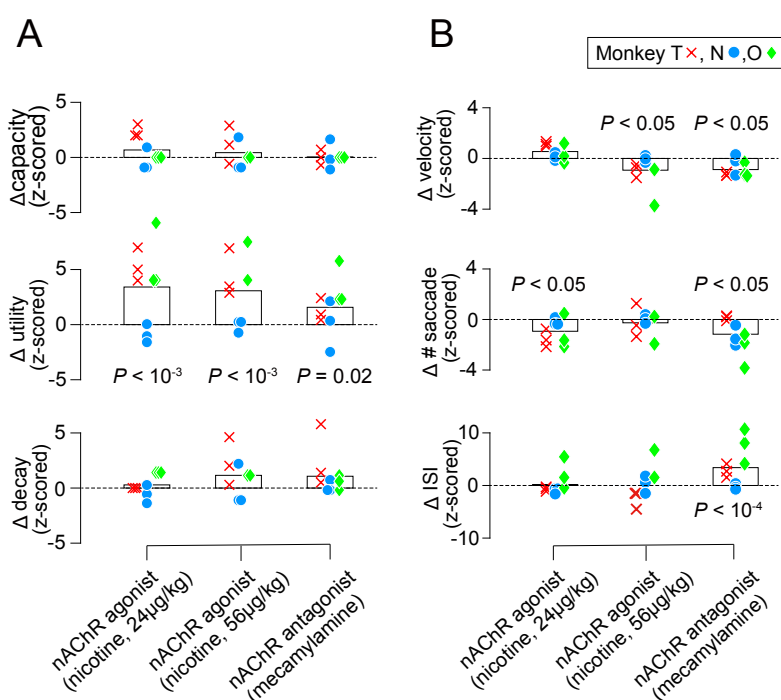 A
B
Monkey T ×, N ●, O ♦
Δcapacity
(z-scored)
5
0
-5
Δ utility
(z-scored)
5
0
-5
P < 10⁻³
P < 10⁻³
P = 0.02
Δ decay
(z-scored)
5
0
-5
nAChR agonist
(nicotine, 24µg/kg)
nAChR agonist
(nicotine, 56µg/kg)
nAChR antagonist
(mecamylamine)
Δ velocity
(z-scored)
4
0
-4
P < 0.05
P < 0.05
Δ # saccade
(z-scored)
4
0
-4
P < 0.05
P < 0.05
Δ ISI
(z-scored)
10
0
-10
P < 10⁻⁴
nAChR agonist
(nicotine, 24µg/kg)
nAChR agonist
(nicotine, 56µg/kg)
nAChR antagonist
(mecamylamine)